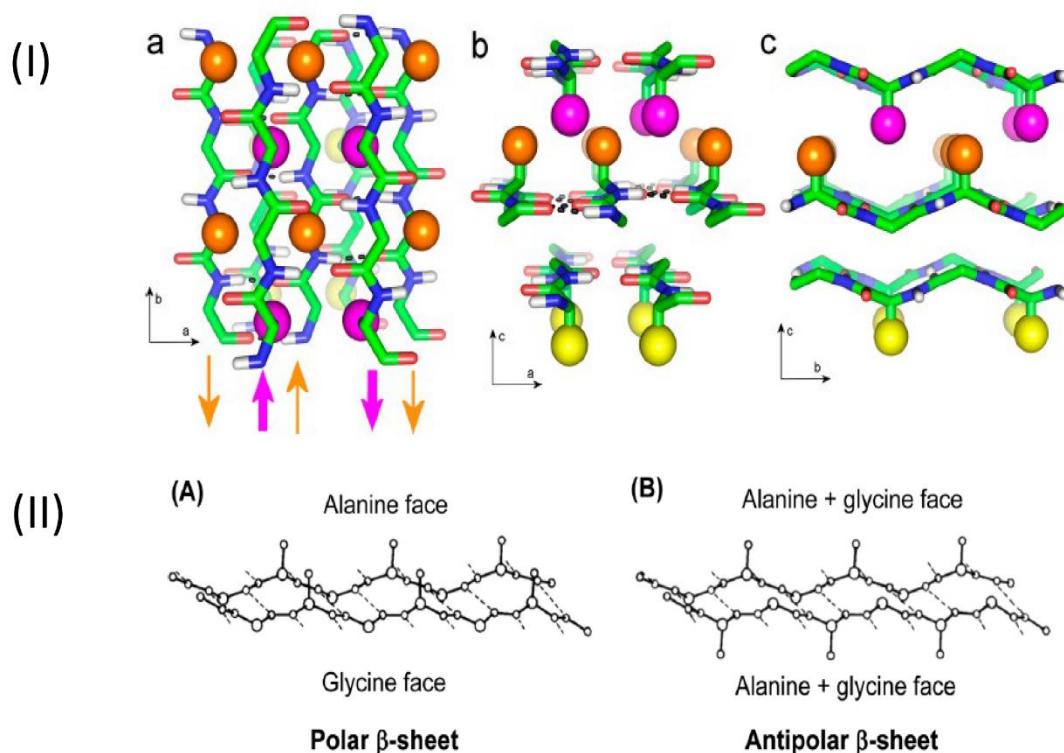 (I)
a
b
a
b
c
a
c
c
b
(II)
(A)
Alanine face
Glycine face
Polar β-sheet
(B)
Alanine + glycine face
Alanine + glycine face
Antipolar β-sheet